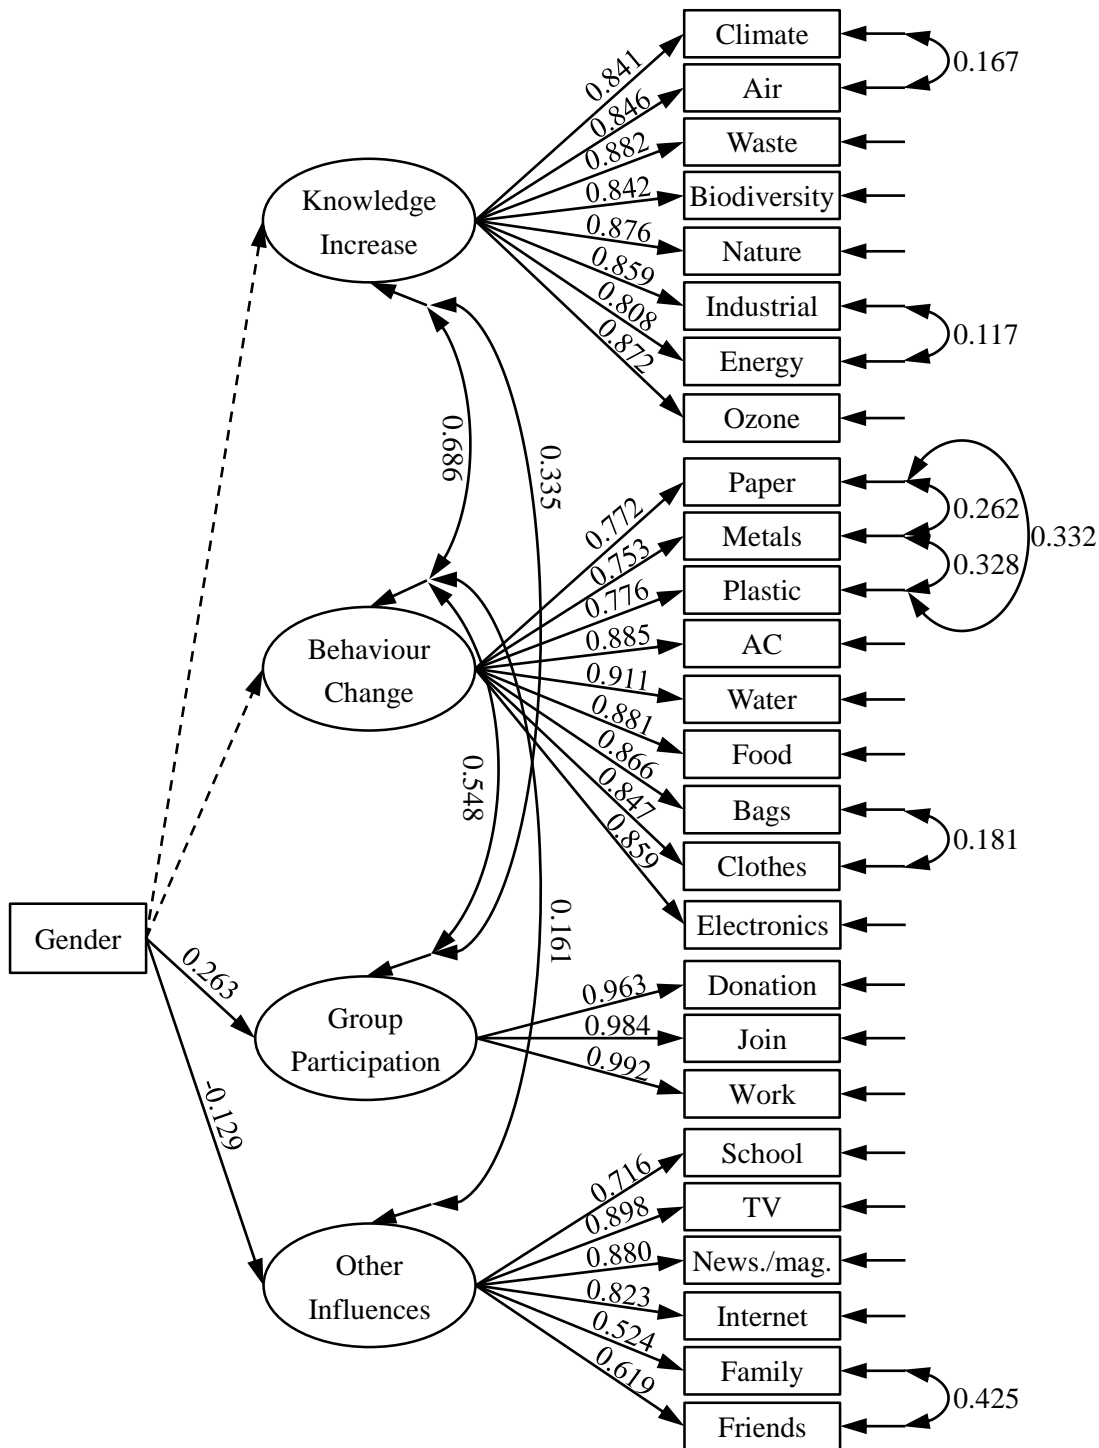 Climate
0.841
0.167
Air
0.846
Waste
0.882
Biodiversity
0.842
Knowledge
Increase
Nature
0.876
Industrial
0.859
0.117
Energy
0.808
Ozone
0.872
0.686
0.335
Paper
0.772
0.262
Metals
0.753
0.332
0.328
Plastic
0.776
AC
0.885
Behaviour
Change
Water
0.911
Food
0.881
Bags
0.866
0.548
0.181
Clothes
0.847
Electronics
0.859
Gender
0.161
0.263
Donation
0.963
Group
Participation
Join
0.984
Work
0.992
-0.129
School
0.716
TV
0.898
News./mag.
0.880
Other
Influences
Internet
0.823
Family
0.524
0.425
Friends
0.619